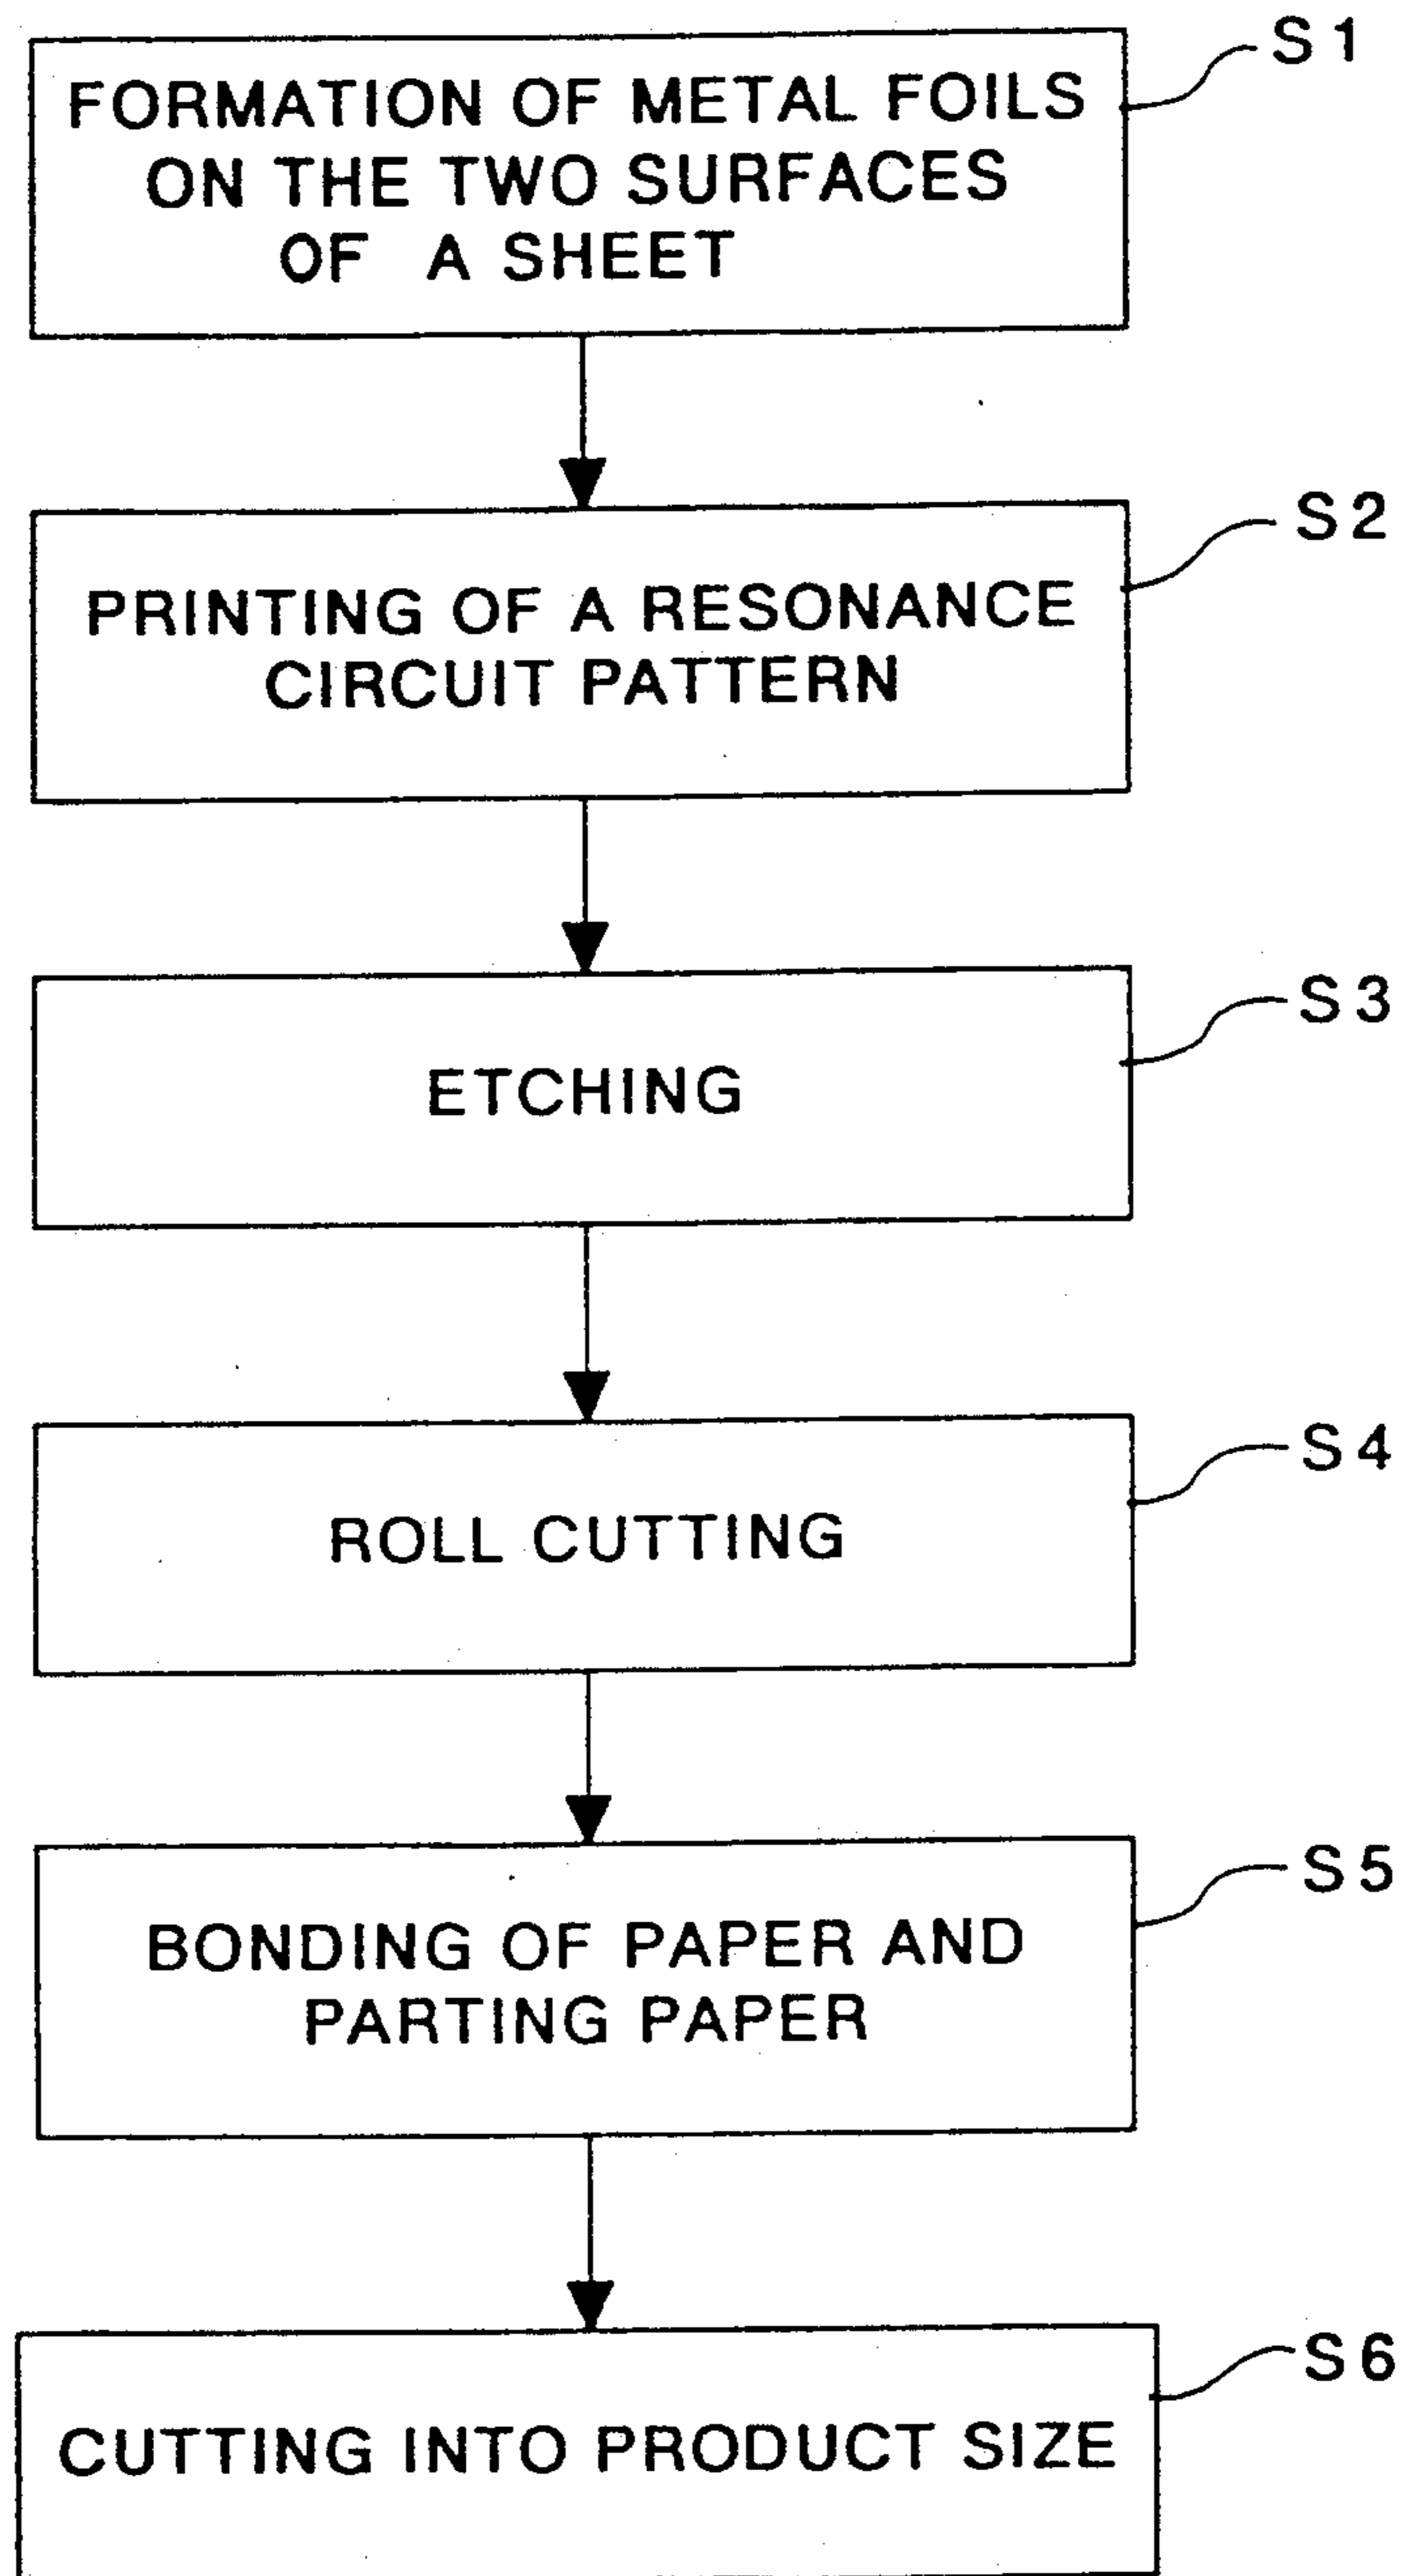 S1
FORMATION OF METAL FOILS
ON THE TWO SURFACES
OF A SHEET
S2
PRINTING OF A RESONANCE
CIRCUIT PATTERN
S3
ETCHING
S4
ROLL CUTTING
S5
BONDING OF PAPER AND
PARTING PAPER
S6
CUTTING INTO PRODUCT SIZE